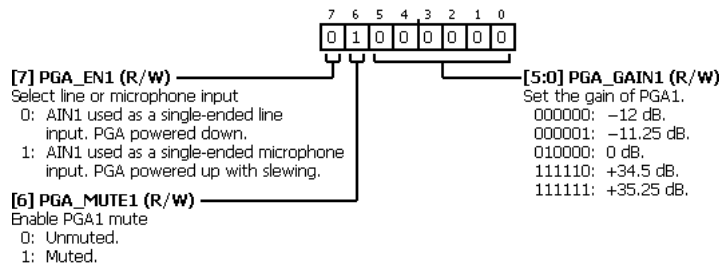 7 6 5 4 3 2 1 0
0 1 0 0 0 0 0 0
[7] PGA_EN1 (R/W)
Select line or microphone input
0: AIN1 used as a single-ended line
input. PGA powered down.
1: AIN1 used as a single-ended microphone
input. PGA powered up with slewing.
[6] PGA_MUTE1 (R/W)
Enable PGA1 mute
0: Unmuted.
1: Muted.
[5:0] PGA_GAIN1 (R/W)
Set the gain of PGA1.
000000: −12 dB.
000001: −11.25 dB.
010000: 0 dB.
111110: +34.5 dB.
111111: +35.25 dB.